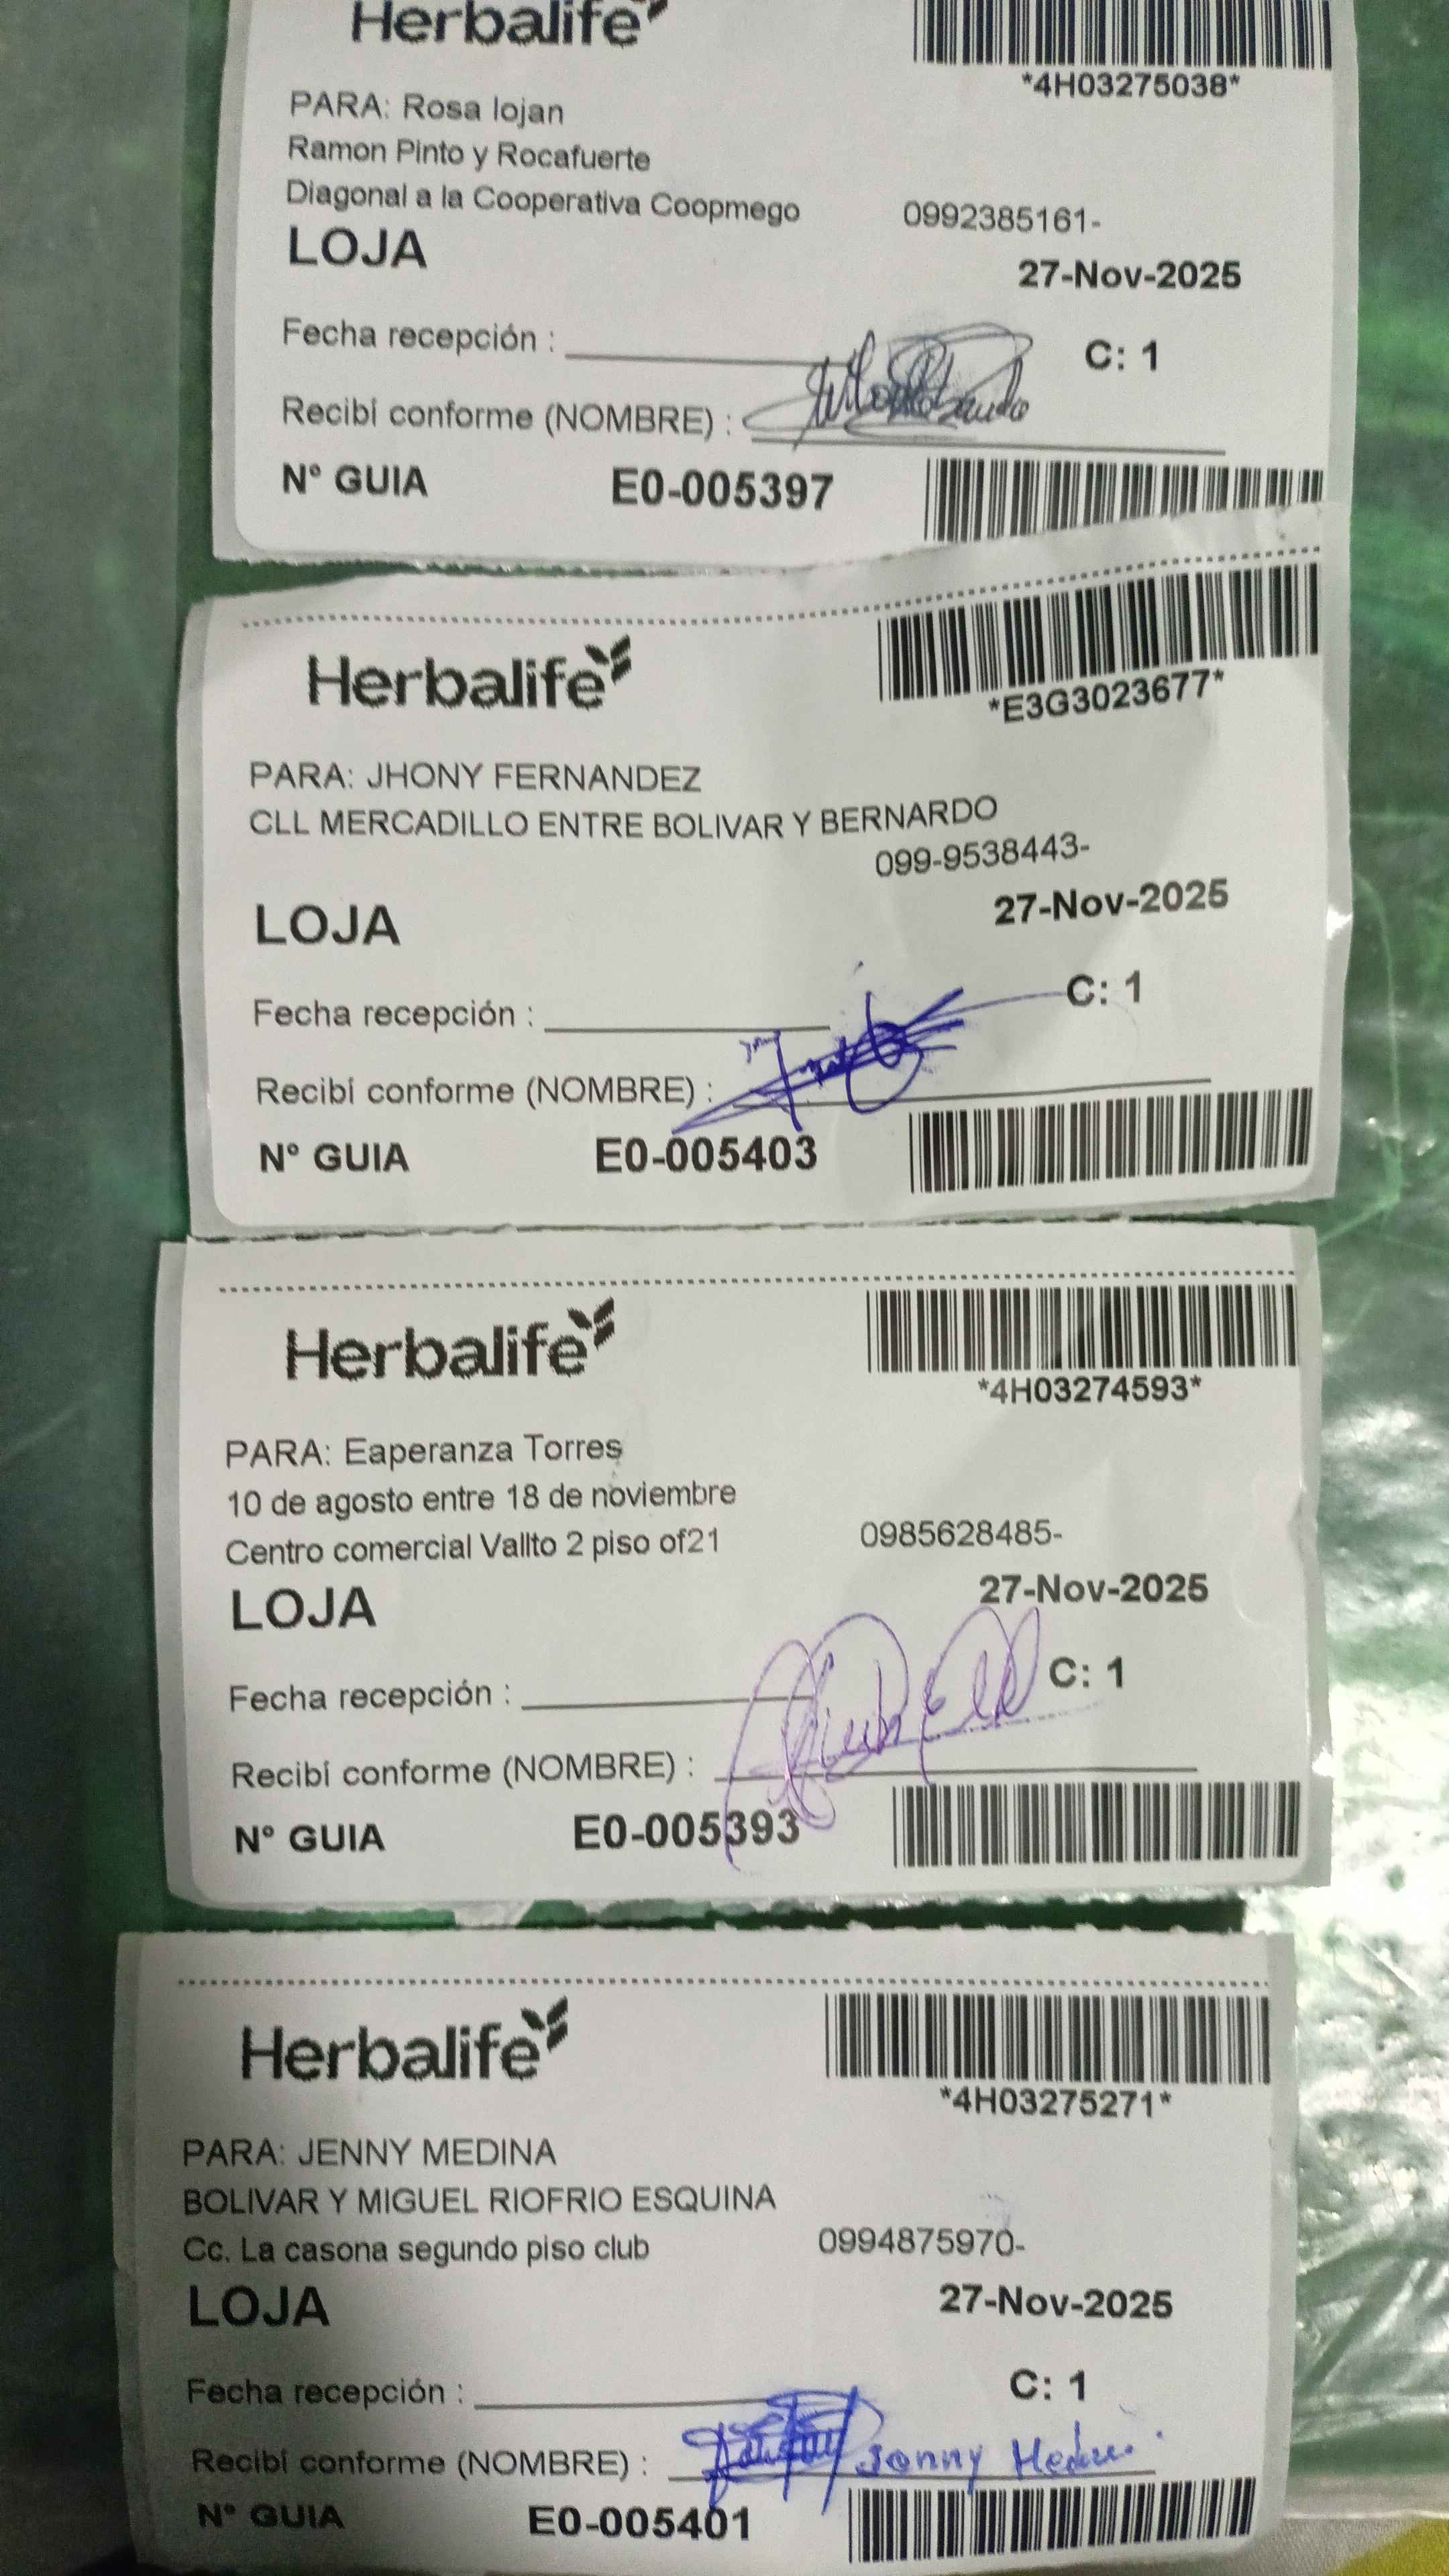 Herbalife
*4H03275038*
PARA: Rosa lojan
Ramon Pinto y Rocafuerte
Diagonal a la Cooperativa Coopmego 0992385161-
LOJA
27-Nov-2025
Fecha recepción :
C: 1
Recibí conforme (NOMBRE) :
N° GUIA E0-005397
Herbalife
*E3G3023677*
PARA: JHONY FERNANDEZ
CLL MERCADILLO ENTRE BOLIVAR Y BERNARDO
099-9538443-
27-Nov-2025
LOJA
C: 1
Fecha recepción :
Recibí conforme (NOMBRE) :
N° GUIA E0-005403
Herbalife
*4H03274593*
PARA: Eaperanza Torres
10 de agosto entre 18 de noviembre
Centro comercial Vallto 2 piso of21 0985628485-
27-Nov-2025
LOJA
C: 1
Fecha recepción :
Recibí conforme (NOMBRE) :
N° GUIA E0-005393
Herbalife
*4H03275271*
PARA: JENNY MEDINA
BOLIVAR Y MIGUEL RIOFRIO ESQUINA
Cc. La casona segundo piso club 0994875970-
LOJA
27-Nov-2025
Fecha recepción :
C: 1
Recibí conforme (NOMBRE) : Jenny Medina
N° GUIA E0-005401